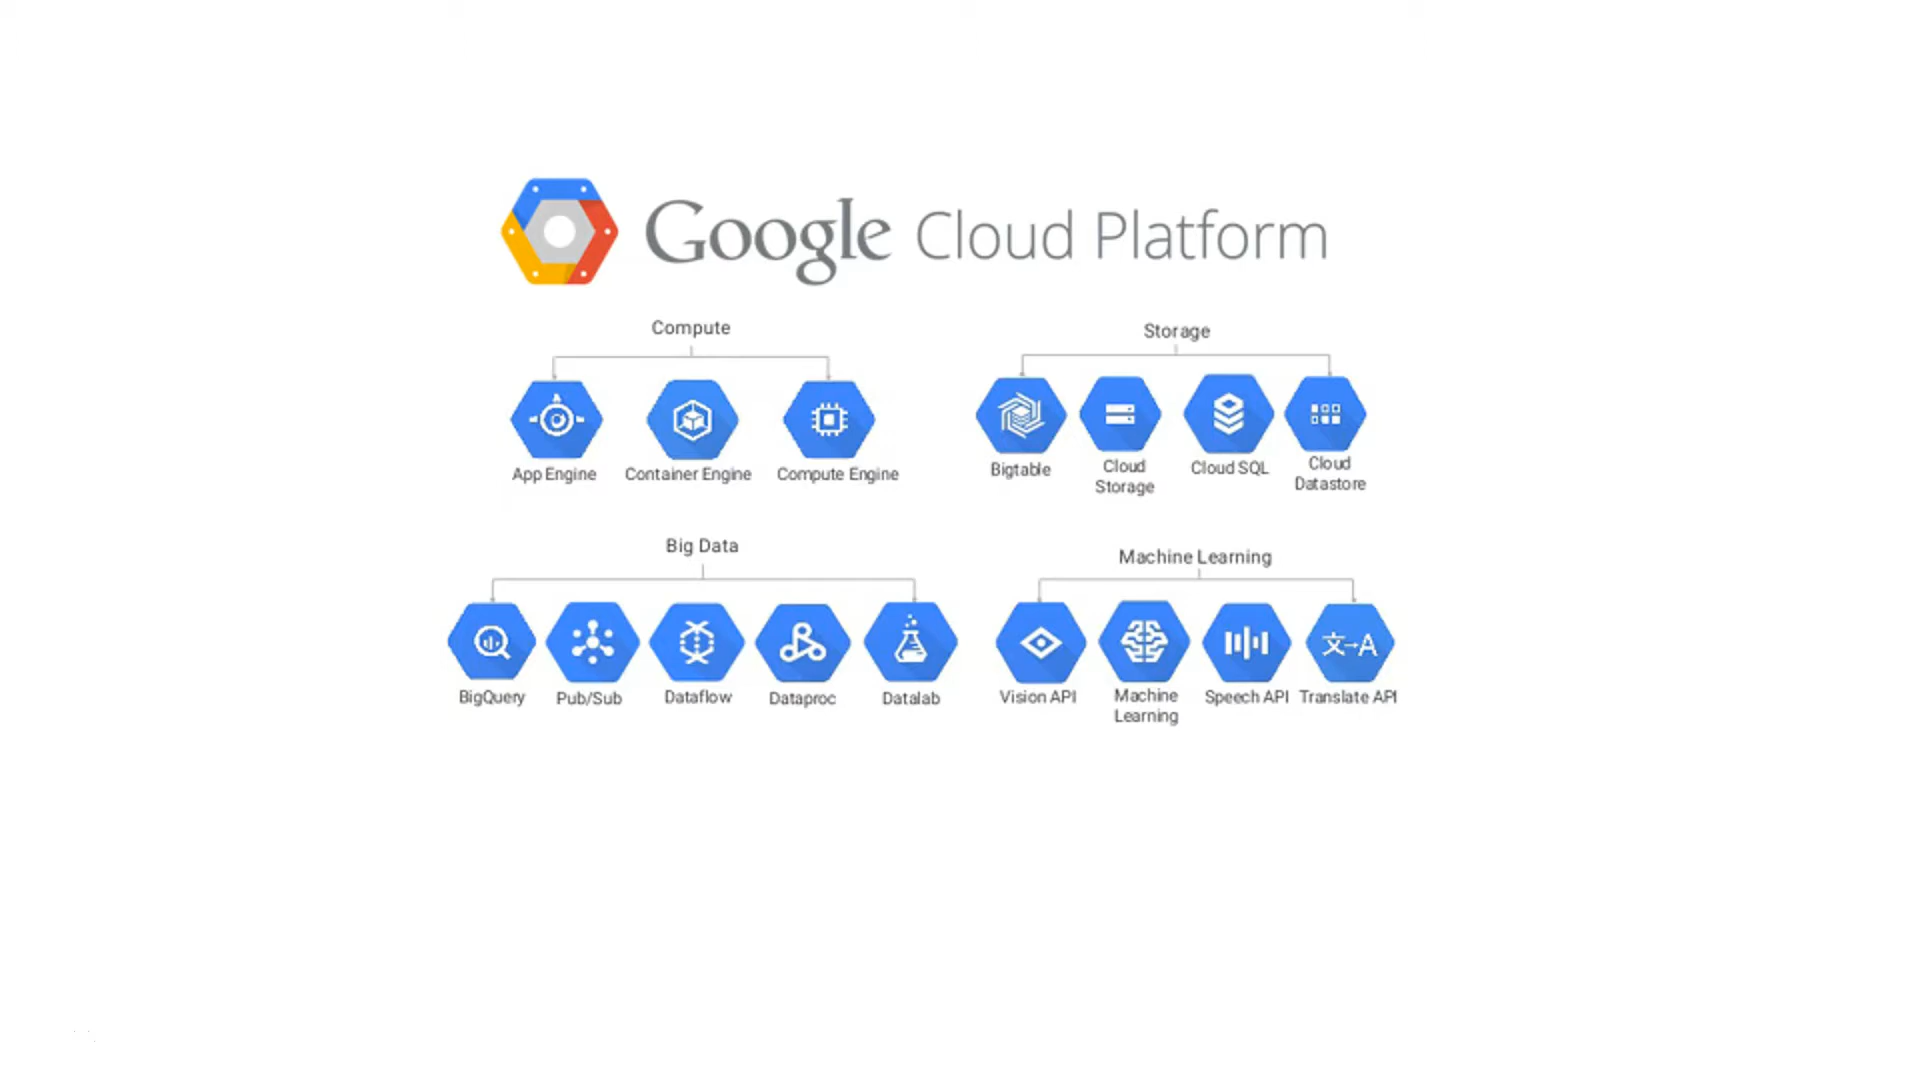 Google Cloud Platform
Compute
App Engine
Container Engine
Compute Engine
Storage
Bigtable
Cloud
Storage
Cloud SQL
Cloud
Datastore
Big Data
BigQuery
Pub/Sub
Dataflow
Dataproc
Datalab
Machine Learning
Vision API
Machine
Learning
Speech API
文→A
Translate API